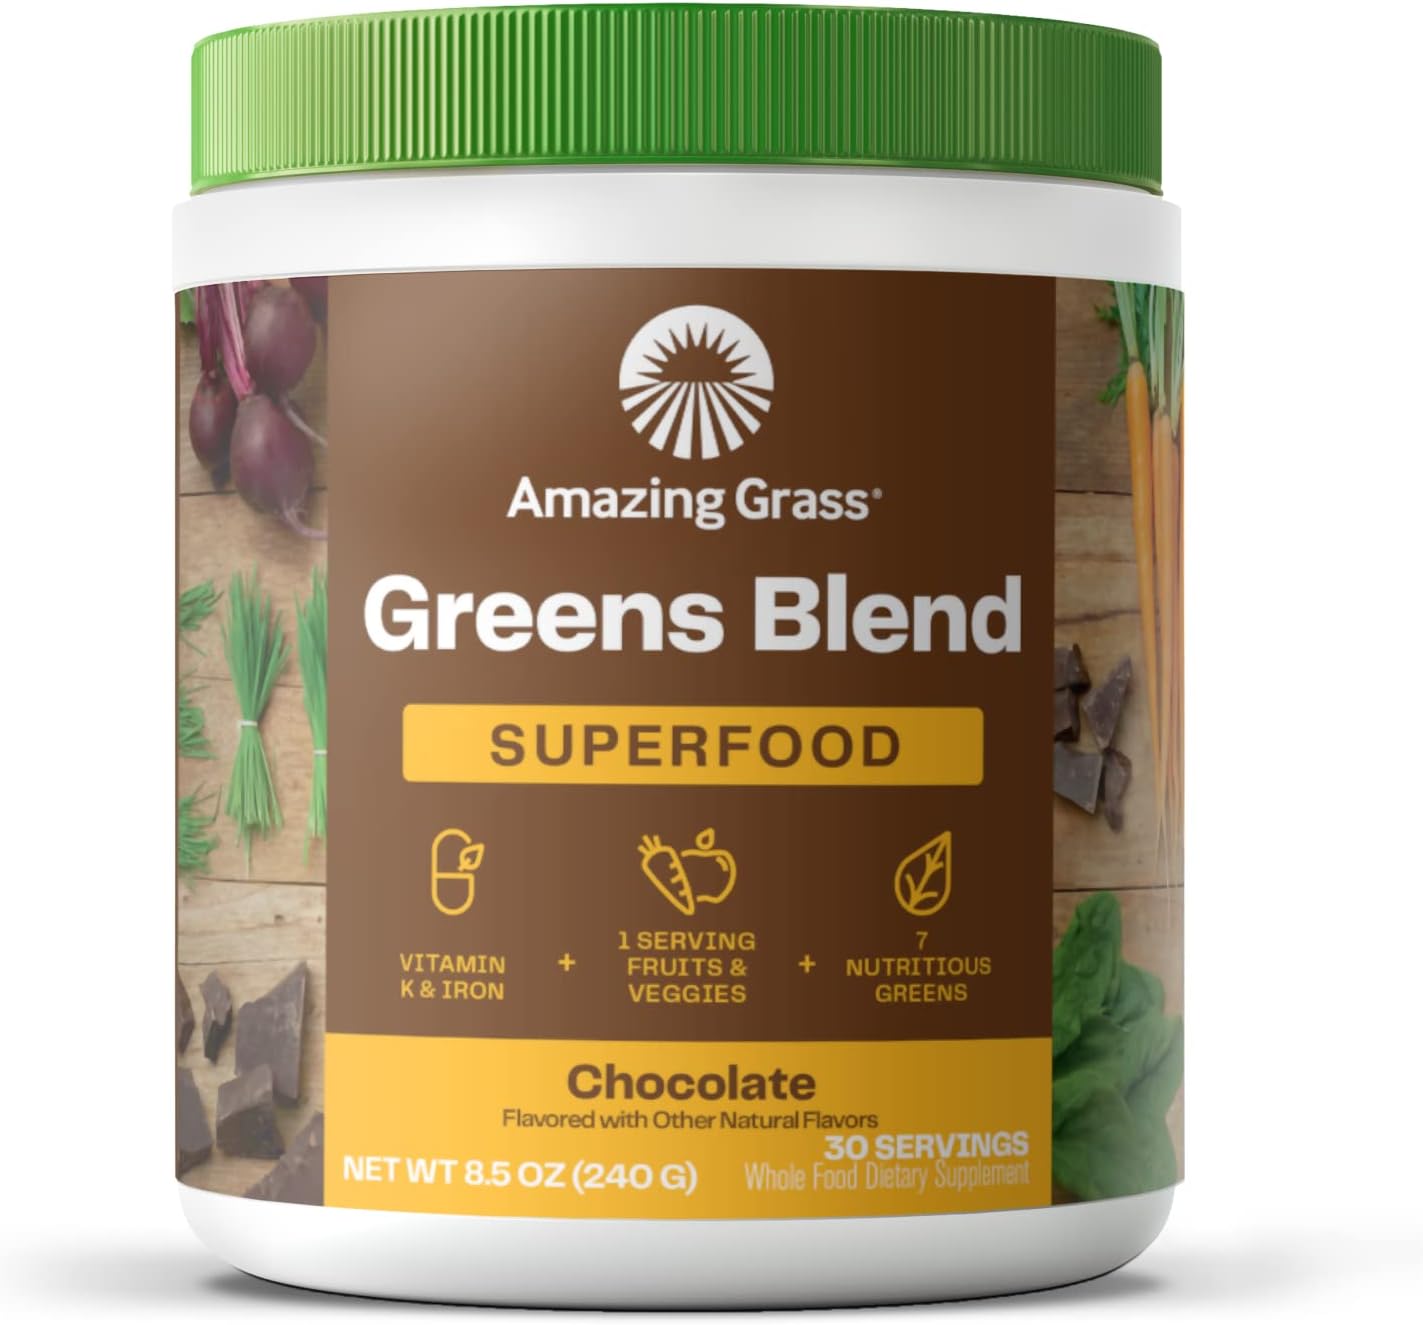 Amazing Grass®
Greens Blend
SUPERFOOD
VITAMIN
K & IRON
+
1 SERVING
FRUITS &
VEGGIES
+
7
NUTRITIOUS
GREENS
Chocolate
Flavored with Other Natural Flavors
NET WT 8.5 OZ (240 G)
30 SERVINGS
Whole Food Dietary Supplement